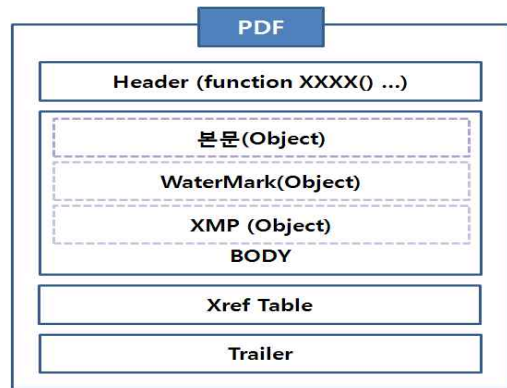 PDF
Header (function XXXX() ...)
본문(Object)
WaterMark(Object)
XMP (Object)
BODY
Xref Table
Trailer